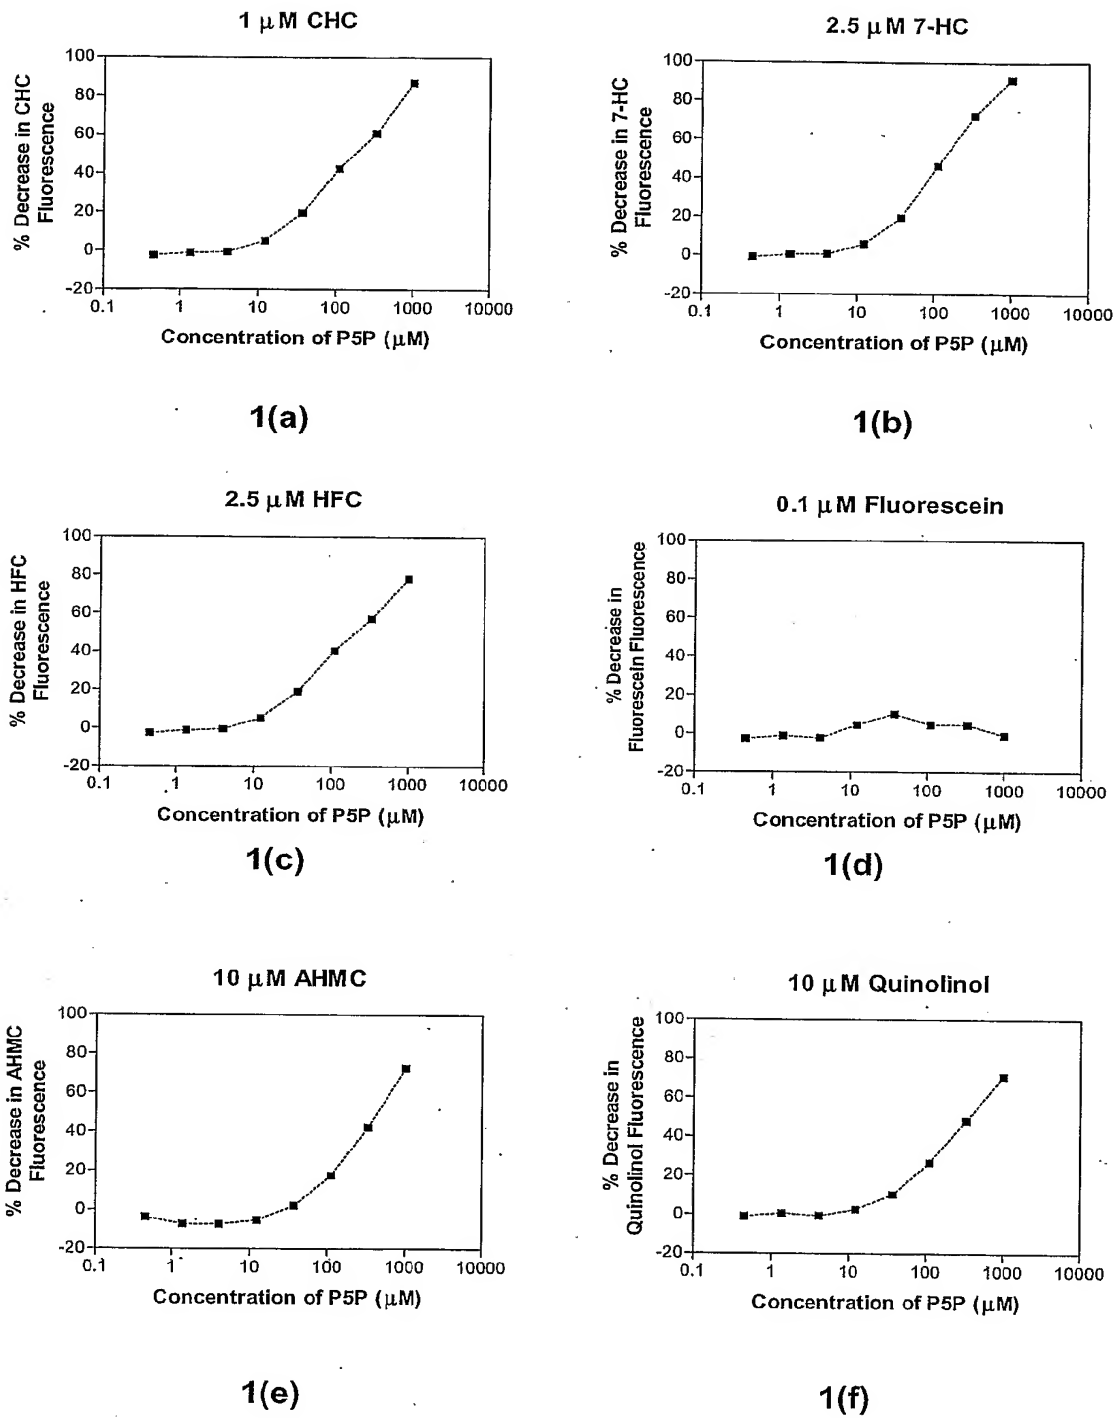 1 μM CHC
% Decrease in CHC
Fluorescence
100
80
60
40
20
0
-20
0.1 1 10 100 1000 10000
Concentration of P5P (μM)
1(a)
2.5 μM 7-HC
% Decrease in 7-HC
Fluorescence
100
80
60
40
20
0
-20
0.1 1 10 100 1000 10000
Concentration of P5P (μM)
1(b)
2.5 μM HFC
% Decrease in HFC
Fluorescence
100
80
60
40
20
0
-20
0.1 1 10 100 1000 10000
Concentration of P5P (μM)
1(c)
0.1 μM Fluorescein
% Decrease in
Fluorescein Fluorescence
100
80
60
40
20
0
-20
0.1 1 10 100 1000 10000
Concentration of P5P (μM)
1(d)
10 μM AHMC
% Decrease in AHMC
Fluorescence
100
80
60
40
20
0
-20
0.1 1 10 100 1000 10000
Concentration of P5P (μM)
1(e)
10 μM Quinolinol
% Decrease in
Quinolinol Fluorescence
100
80
60
40
20
0
-20
0.1 1 10 100 1000 10000
Concentration of P5P (μM)
1(f)